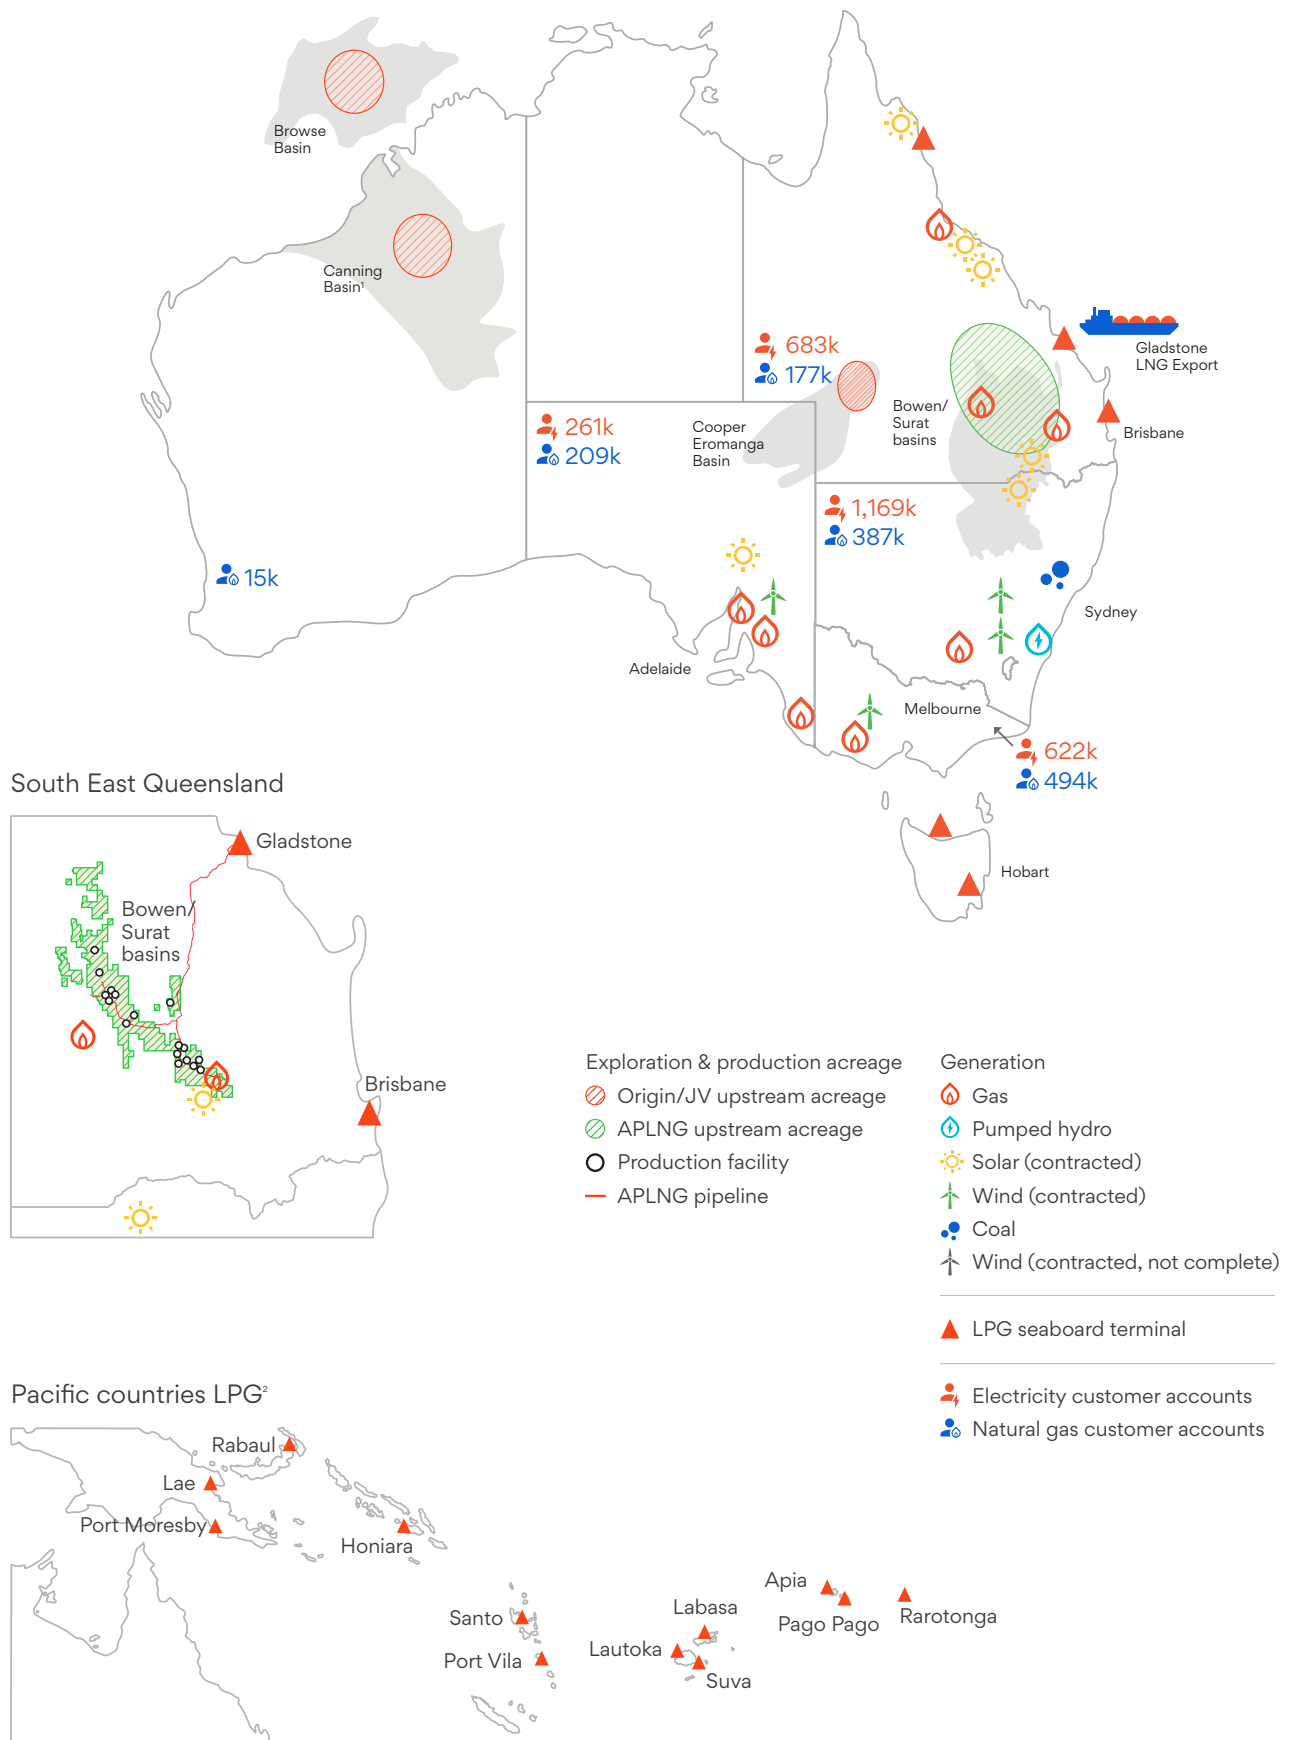 Browse
Basin
Canning
Basin¹
683k
177k
Gladstone
LNG Export
261k
209k
Cooper
Eromanga
Basin
Bowen/
Surat
basins
Brisbane
1,169k
387k
15k
Sydney
Adelaide
Melbourne
622k
494k
Hobart
South East Queensland
Gladstone
Bowen/
Surat
basins
Brisbane
Exploration & production acreage
Origin/JV upstream acreage
APLNG upstream acreage
Production facility
APLNG pipeline
Generation
Gas
Pumped hydro
Solar (contracted)
Wind (contracted)
Coal
Wind (contracted, not complete)
LPG seaboard terminal
Electricity customer accounts
Natural gas customer accounts
Pacific countries LPG²
Rabaul
Lae
Port Moresby
Honiara
Apia
Pago Pago
Rarotonga
Labasa
Santo
Lautoka
Port Vila
Suva